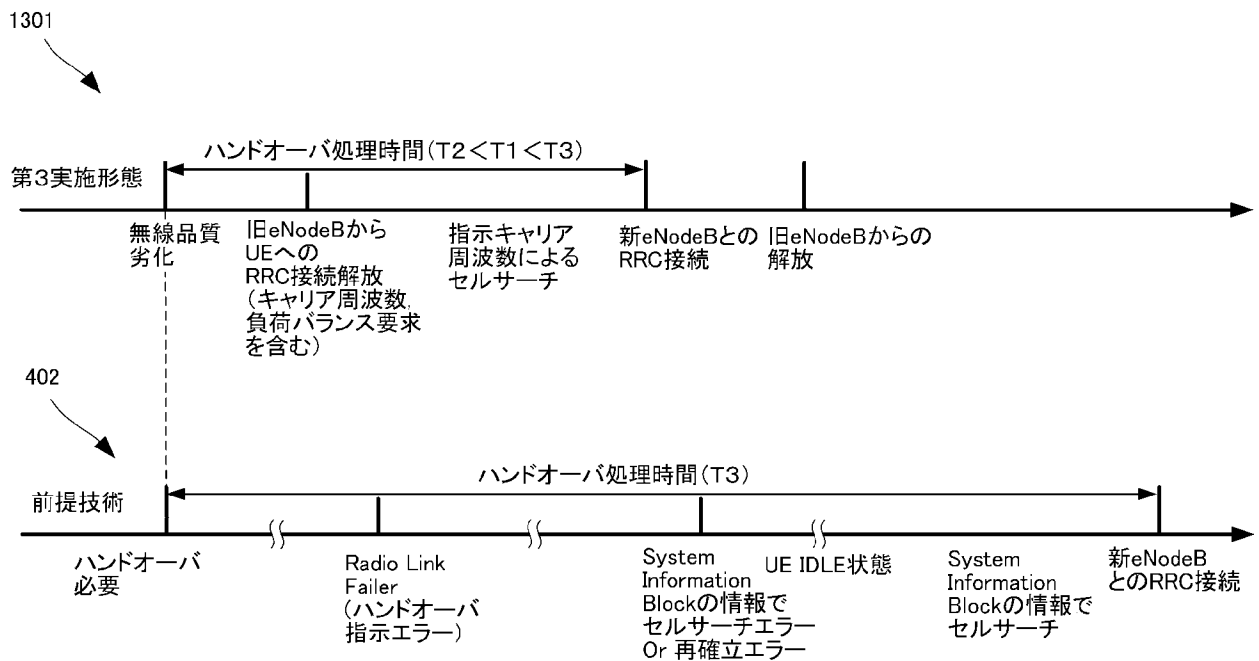 1301
ハンドオーバ処理時間(T2<T1<T3)
第3実施形態
無線品質
劣化
旧eNodeBから
UEへの
RRC接続解放
(キャリア周波数,
負荷バランス要求
を含む)
指示キャリア
周波数による
セルサーチ
新eNodeBとの
RRC接続
旧eNodeBからの
解放
402
ハンドオーバ処理時間(T3)
前提技術
ハンドオーバ
必要
Radio Link
Failer
(ハンドオーバ
指示エラー)
System
Information
Blockの情報で
セルサーチエラー
Or 再確立エラー
UE IDLE状態
System
Information
Blockの情報で
セルサーチ
新eNodeB
とのRRC接続